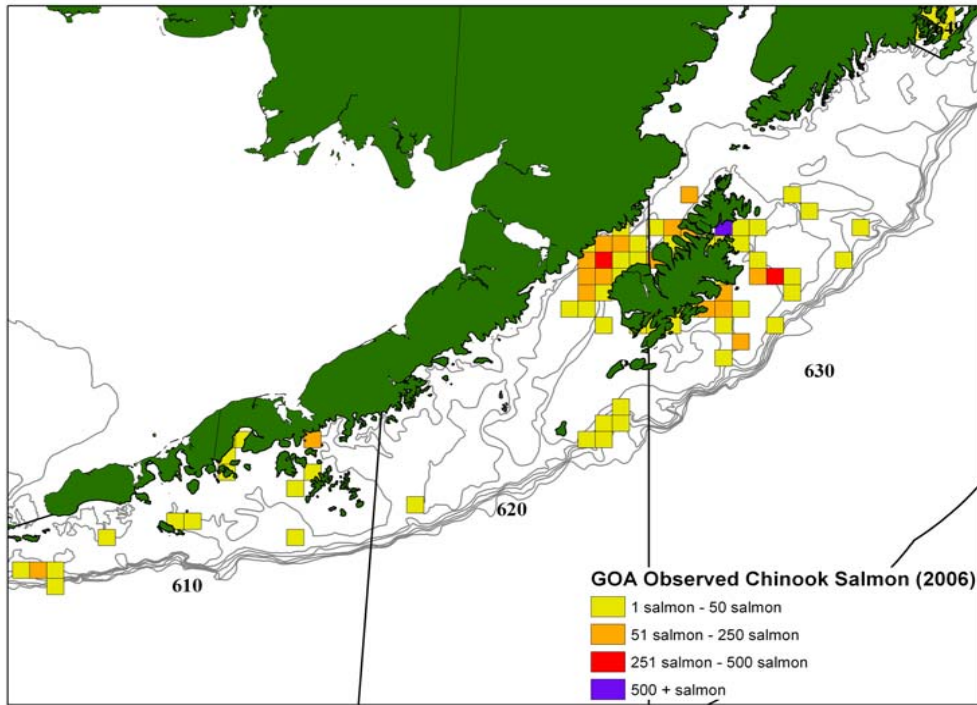 649
630
620
610
GOA Observed Chinook Salmon (2006)
1 salmon - 50 salmon
51 salmon - 250 salmon
251 salmon - 500 salmon
500 + salmon